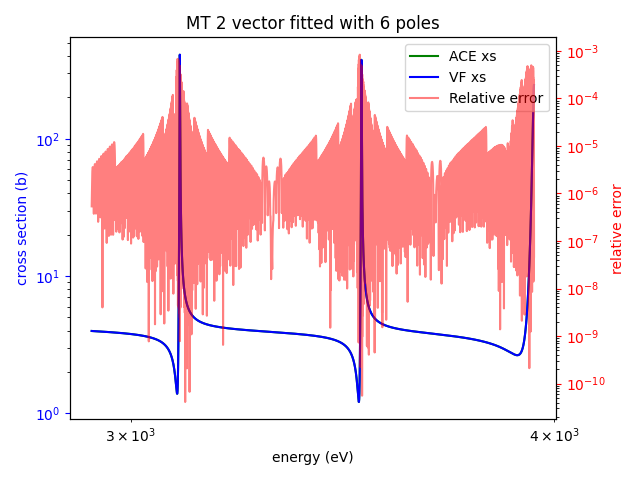 MT 2 vector fitted with 6 poles
ACE xs
VF xs
Relative error
cross section (b)
10²
10¹
10⁰
10⁻³
10⁻⁴
10⁻⁵
10⁻⁶
10⁻⁷
10⁻⁸
10⁻⁹
10⁻¹⁰
relative error
3 × 10³
4 × 10³
energy (eV)